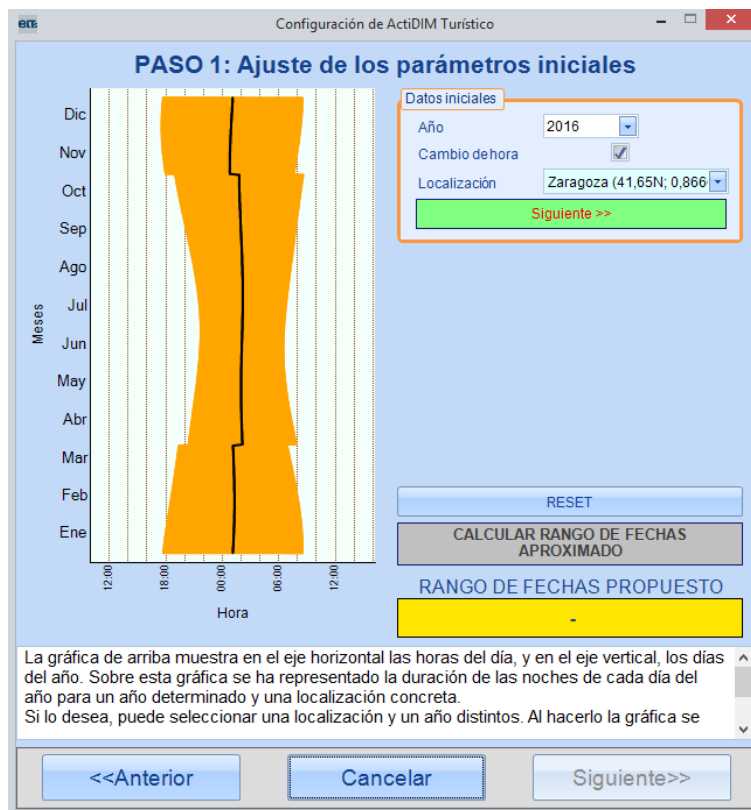 Configuración de ActiDIM Turístico
PASO 1: Ajuste de los parámetros iniciales
Dic
Nov
Oct
Sep
Ago
Jul
Jun
May
Abr
Mar
Feb
Ene
Meses
12:00
18:00
00:00
06:00
12:00
Hora
Datos iniciales
Año
2016
Cambio de hora
Localización
Zaragoza (41,65N; 0,866
Siguiente >>
RESET
CALCULAR RANGO DE FECHAS
APROXIMADO
RANGO DE FECHAS PROPUESTO
-
La gráfica de arriba muestra en el eje horizontal las horas del día, y en el eje vertical, los días
del año. Sobre esta gráfica se ha representado la duración de las noches de cada día del
año para un año determinado y una localización concreta.
Si lo desea, puede seleccionar una localización y un año distintos. Al hacerlo la gráfica se
<<Anterior
Cancelar
Siguiente>>